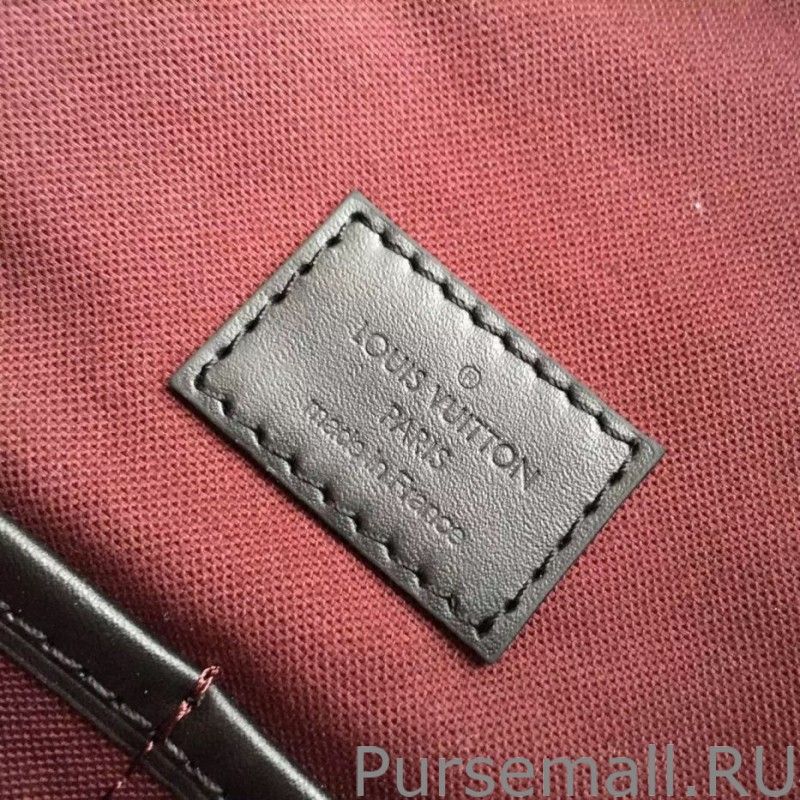 ®
LOUIS VUITTON
PARIS
made in France
Pursemall.RU